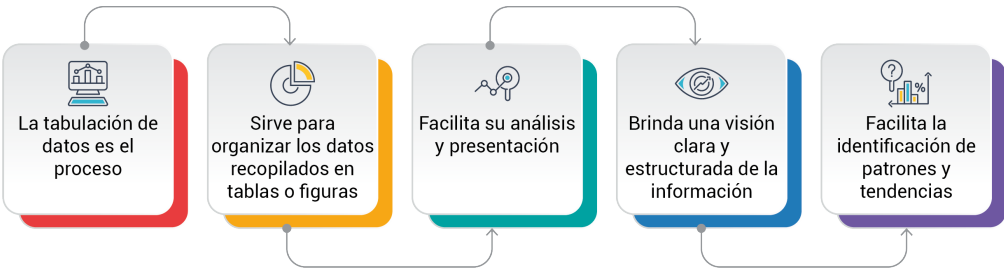 La tabulación de
datos es el
proceso
Sirve para
organizar los datos
recopilados en
tablas o figuras
Facilita su análisis
y presentación
Brinda una visión
clara y
estructurada de la
información
?
%
Facilita la
identificación de
patrones y
tendencias